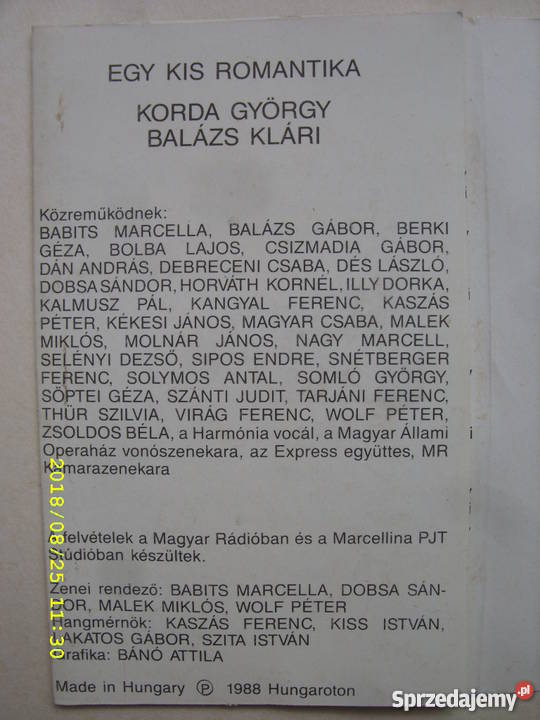 EGY KIS ROMANTIKA
KORDA GYÖRGY
BALÁZS KLÁRI
Közreműködnek:
BABITS MARCELLA, BALÁZS GÁBOR, BERKI
GÉZA, BOLBA LAJOS, CSIZMADIA GÁBOR,
DÁN ANDRÁS, DEBRECENI CSABA, DÉS LÁSZLÓ,
DOBSA SÁNDOR, HORVÁTH KORNÉL, ILLY DORKA,
KALMUSZ PÁL, KANGYAL FERENC, KASZÁS
PÉTER, KÉKESI JÁNOS, MAGYAR CSABA, MALEK
MIKLÓS, MOLNÁR JÁNOS, NAGY MARCELL,
SELÉNYI DEZSŐ, SIPOS ENDRE, SNÉTBERGER
FERENC, SOLYMOS ANTAL, SOMLÓ GYÖRGY,
SÖPTEI GÉZA, SZÁNTI JUDIT, TARJÁNI FERENC,
THÜR SZILVIA, VIRÁG FERENC, WOLF PÉTER,
ZSOLDOS BÉLA, a Harmónia vocál, a Magyar Állami
Operaház vonószenekara, az Express együttes, MR
Kamarazenekara
A felvételek a Magyar Rádióban és a Marcellina PJT
Stúdióban készültek.
Zenei rendező: BABITS MARCELLA, DOBSA SÁN-
DOR, MALEK MIKLÓS, WOLF PÉTER
Hangmérnök: KASZÁS FERENC, KISS ISTVÁN,
LAKATOS GÁBOR, SZITA ISTVÁN
Grafika: BÁNÓ ATTILA
Made in Hungary Ⓟ 1988 Hungaroton
2018/08/25 11:30
Sprzedajemy.pl